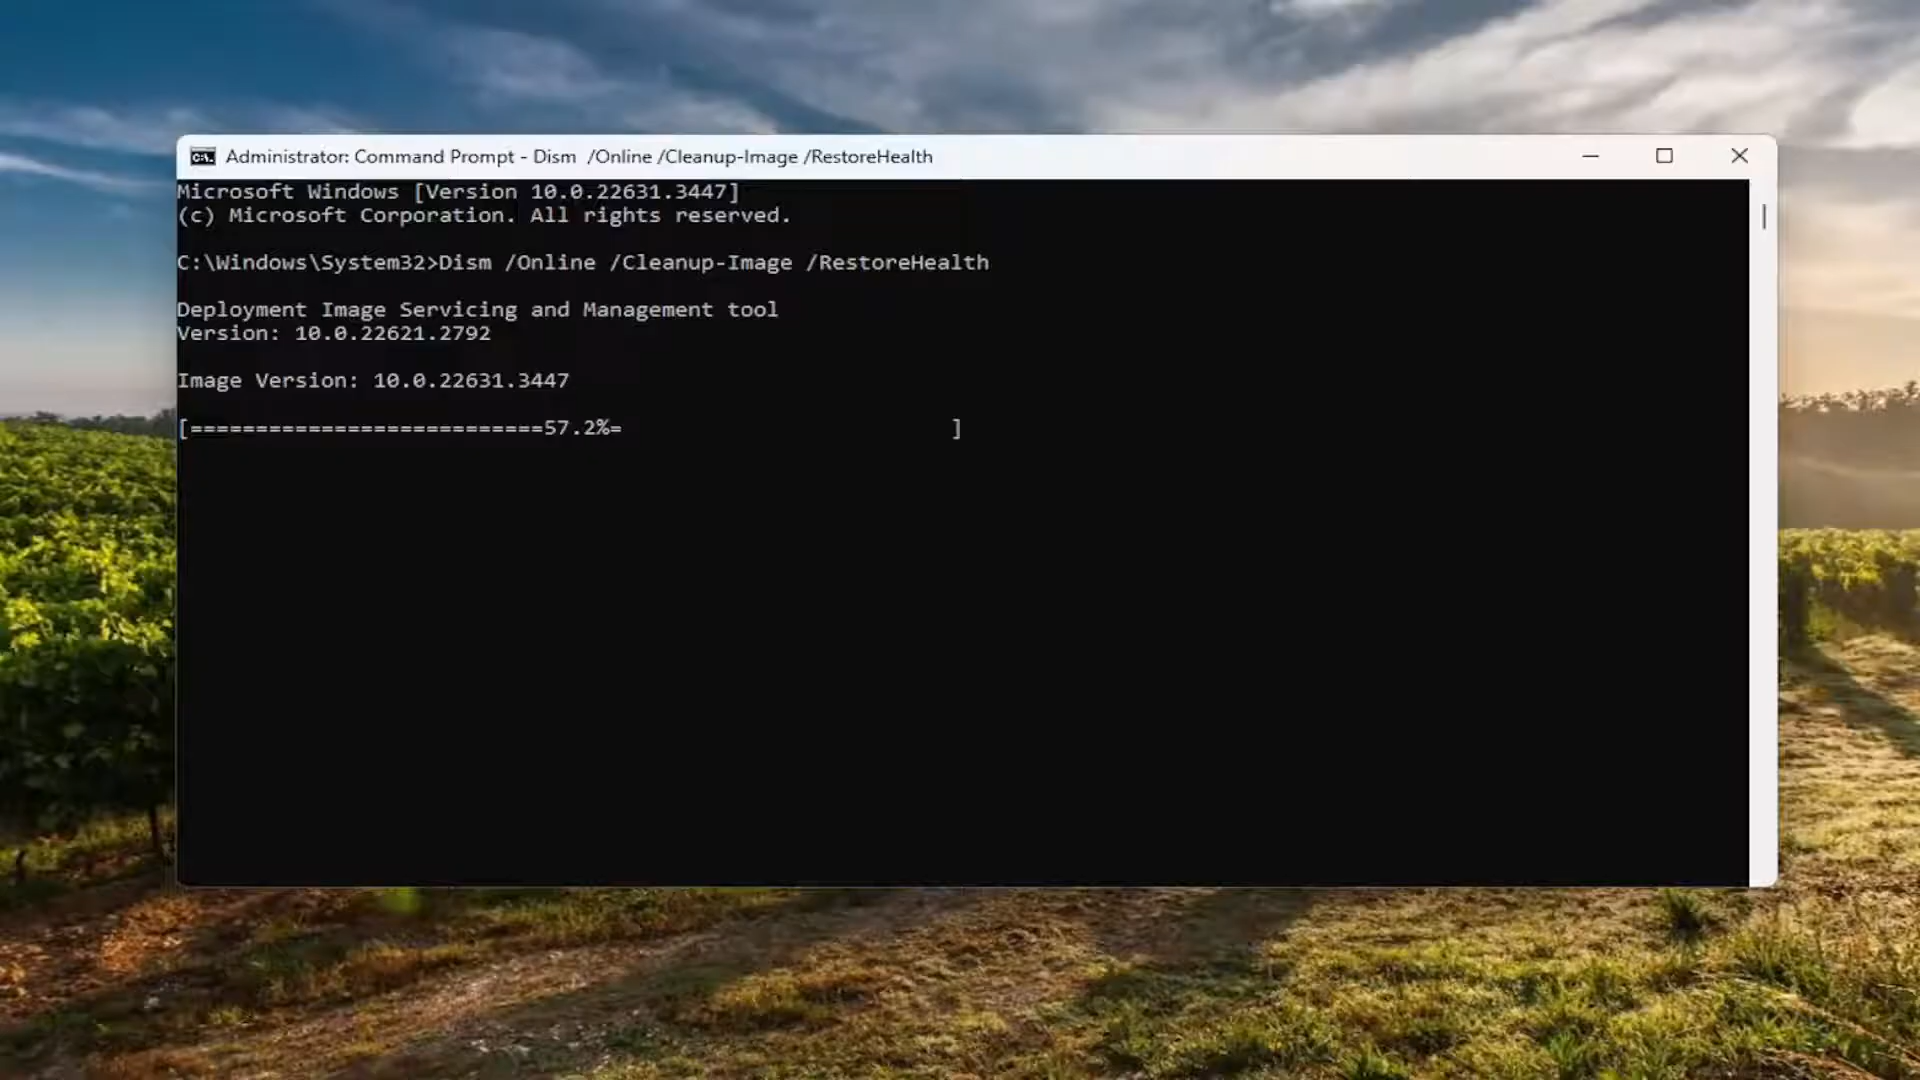 Administrator: Command Prompt - Dism  /Online /Cleanup-Image /RestoreHealth
Microsoft Windows [Version 10.0.22631.3447]
(c) Microsoft Corporation. All rights reserved.
C:\Windows\System32>Dism /Online /Cleanup-Image /RestoreHealth
Deployment Image Servicing and Management tool
Version: 10.0.22621.2792
Image Version: 10.0.22631.3447
[===========================57.2%=                          ]